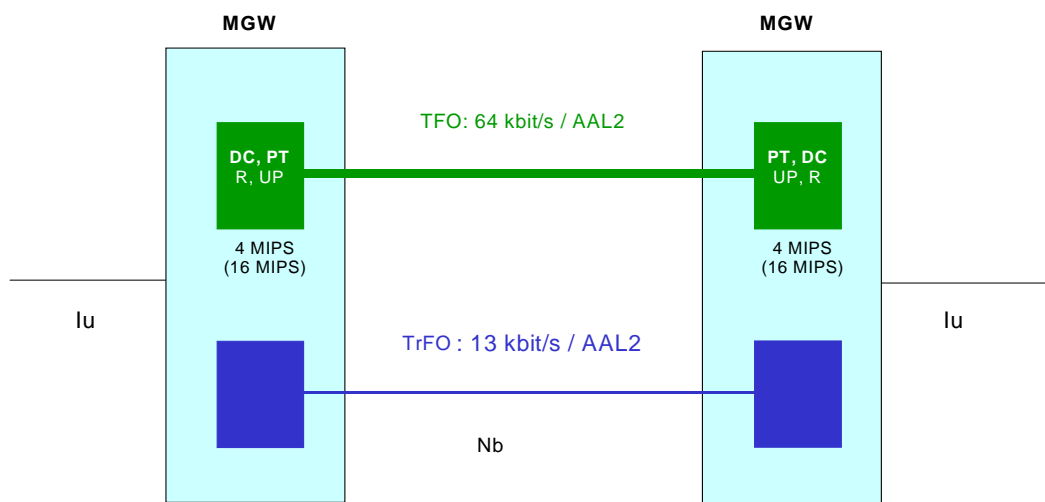 MGW
MGW
TFO: 64 kbit/s / AAL2
DC, PT
R, UP
PT, DC
UP, R
4 MIPS
(16 MIPS)
4 MIPS
(16 MIPS)
Iu
Iu
TrFO : 13 kbit/s / AAL2
Nb